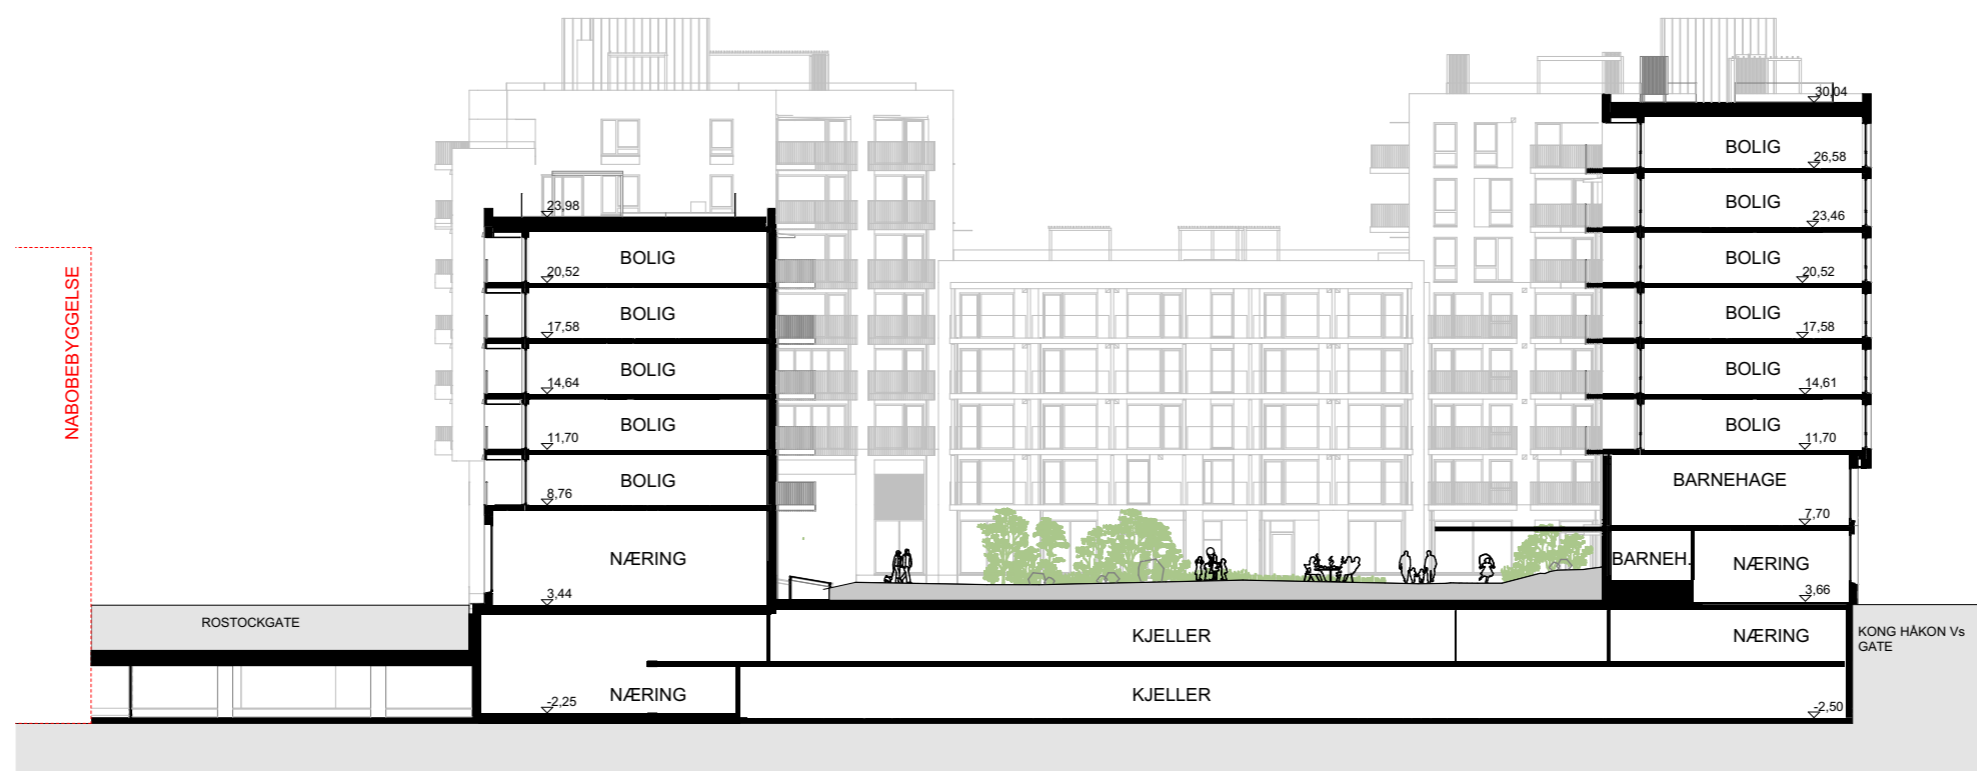 NABOBEBYGGELSE
23,98
BOLIG
20,52
BOLIG
17,58
BOLIG
14,64
BOLIG
11,70
BOLIG
8,76
NÆRING
3,44
ROSTOCKGATE
NÆRING
-2,25
KJELLER
KJELLER
30,04
BOLIG
26,58
BOLIG
23,46
BOLIG
20,52
BOLIG
17,58
BOLIG
14,61
BOLIG
11,70
BARNEHAGE
7,70
BARNEH.
NÆRING
3,66
NÆRING
-2,50
KONG HÅKON Vs
GATE